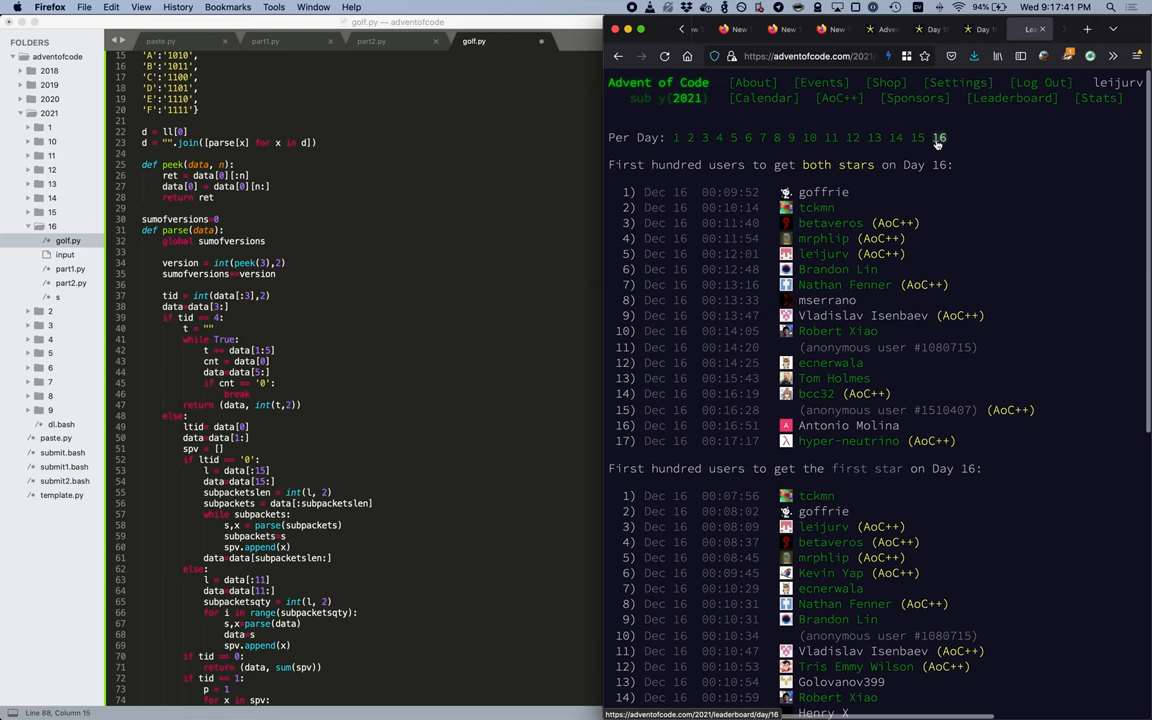 Firefox File Edit View History Bookmarks Tools Window Help 94% Thu Dec 16 9:17:41 PM
golf.py — adventofcode
FOLDERS
adventofcode
2018
2019
2020
2021
1
10
11
12
13
14
15
16
golf.py
input
part1.py
part2.py
s
2
3
4
5
6
7
8
9
dl.bash
paste.py
submit.bash
submit1.bash
submit2.bash
template.py
paste.py part1.py part2.py golf.py
15 'A':'1010',
16 'B':'1011',
17 'C':'1100',
18 'D':'1101',
19 'E':'1110',
20 'F':'1111'}
21
22 d = ll[0]
23 d = "".join([parse[x] for x in d])
24
25 def peek(data, n):
26 ret = data[0][:n]
27 data[0] = data[0][n:]
28 return ret
29
30 sumofversions=0
31 def parse(data):
32 global sumofversions
33
34 version = int(peek(3),2)
35 sumofversions+=version
36
37 tid = int(data[:3],2)
38 data=data[3:]
39 if tid == 4:
40 t = ""
41 while True:
42 t += data[1:5]
43 cnt = data[0]
44 data=data[5:]
45 if cnt == '0':
46 break
47 return (data, int(t,2))
48 else:
49 ltid= data[0]
50 data=data[1:]
51 spv = []
52 if ltid == '0':
53 l = data[:15]
54 data=data[15:]
55 subpacketslen = int(l, 2)
56 subpackets = data[:subpacketslen]
57 while subpackets:
58 s,x = parse(subpackets)
59 subpackets=s
60 spv.append(x)
61 data=data[subpacketslen:]
62 else:
63 l = data[:11]
64 data=data[11:]
65 subpacketsqty = int(l, 2)
66 for i in range(subpacketsqty):
67 s,x=parse(data)
68 data=s
69 spv.append(x)
70 if tid == 0:
71 return (data, sum(spv))
72 if tid == 1:
73 p = 1
74 for x in spv:
Line 88, Column 15
New T New T New T Adve Day 1 Day 1 Lea
https://adventofcode.com/2021
Advent of Code [About] [Events] [Shop] [Settings] [Log Out] leijurv
sub y{2021} [Calendar] [AoC++] [Sponsors] [Leaderboard] [Stats]
Per Day: 1 2 3 4 5 6 7 8 9 10 11 12 13 14 15 16
First hundred users to get both stars on Day 16:
1) Dec 16 00:09:52 goffrie
2) Dec 16 00:10:14 tckmn
3) Dec 16 00:11:40 betaveros (AoC++)
4) Dec 16 00:11:54 mrphlip (AoC++)
5) Dec 16 00:12:01 leijurv (AoC++)
6) Dec 16 00:12:48 Brandon Lin
7) Dec 16 00:13:16 Nathan Fenner (AoC++)
8) Dec 16 00:13:33 mserrano
9) Dec 16 00:13:47 Vladislav Isenbaev (AoC++)
10) Dec 16 00:14:05 Robert Xiao
11) Dec 16 00:14:20 (anonymous user #1080715)
12) Dec 16 00:14:25 ecnerwala
13) Dec 16 00:15:43 Tom Holmes
14) Dec 16 00:16:19 bcc32 (AoC++)
15) Dec 16 00:16:28 (anonymous user #1510407) (AoC++)
16) Dec 16 00:16:51 Antonio Molina
17) Dec 16 00:17:17 hyper-neutrino (AoC++)
First hundred users to get the first star on Day 16:
1) Dec 16 00:07:56 tckmn
2) Dec 16 00:08:02 goffrie
3) Dec 16 00:08:09 leijurv (AoC++)
4) Dec 16 00:08:37 betaveros (AoC++)
5) Dec 16 00:09:45 mrphlip (AoC++)
6) Dec 16 00:09:45 Kevin Yap (AoC++)
7) Dec 16 00:10:29 ecnerwala
8) Dec 16 00:10:31 Nathan Fenner (AoC++)
9) Dec 16 00:10:31 Brandon Lin
10) Dec 16 00:10:34 (anonymous user #1080715)
11) Dec 16 00:10:47 Vladislav Isenbaev (AoC++)
12) Dec 16 00:10:53 Tris Emmy Wilson (AoC++)
13) Dec 16 00:10:54 Golovanov399
14) Dec 16 00:10:59 Robert Xiao
Henry X
https://adventofcode.com/2021/leaderboard/day/16